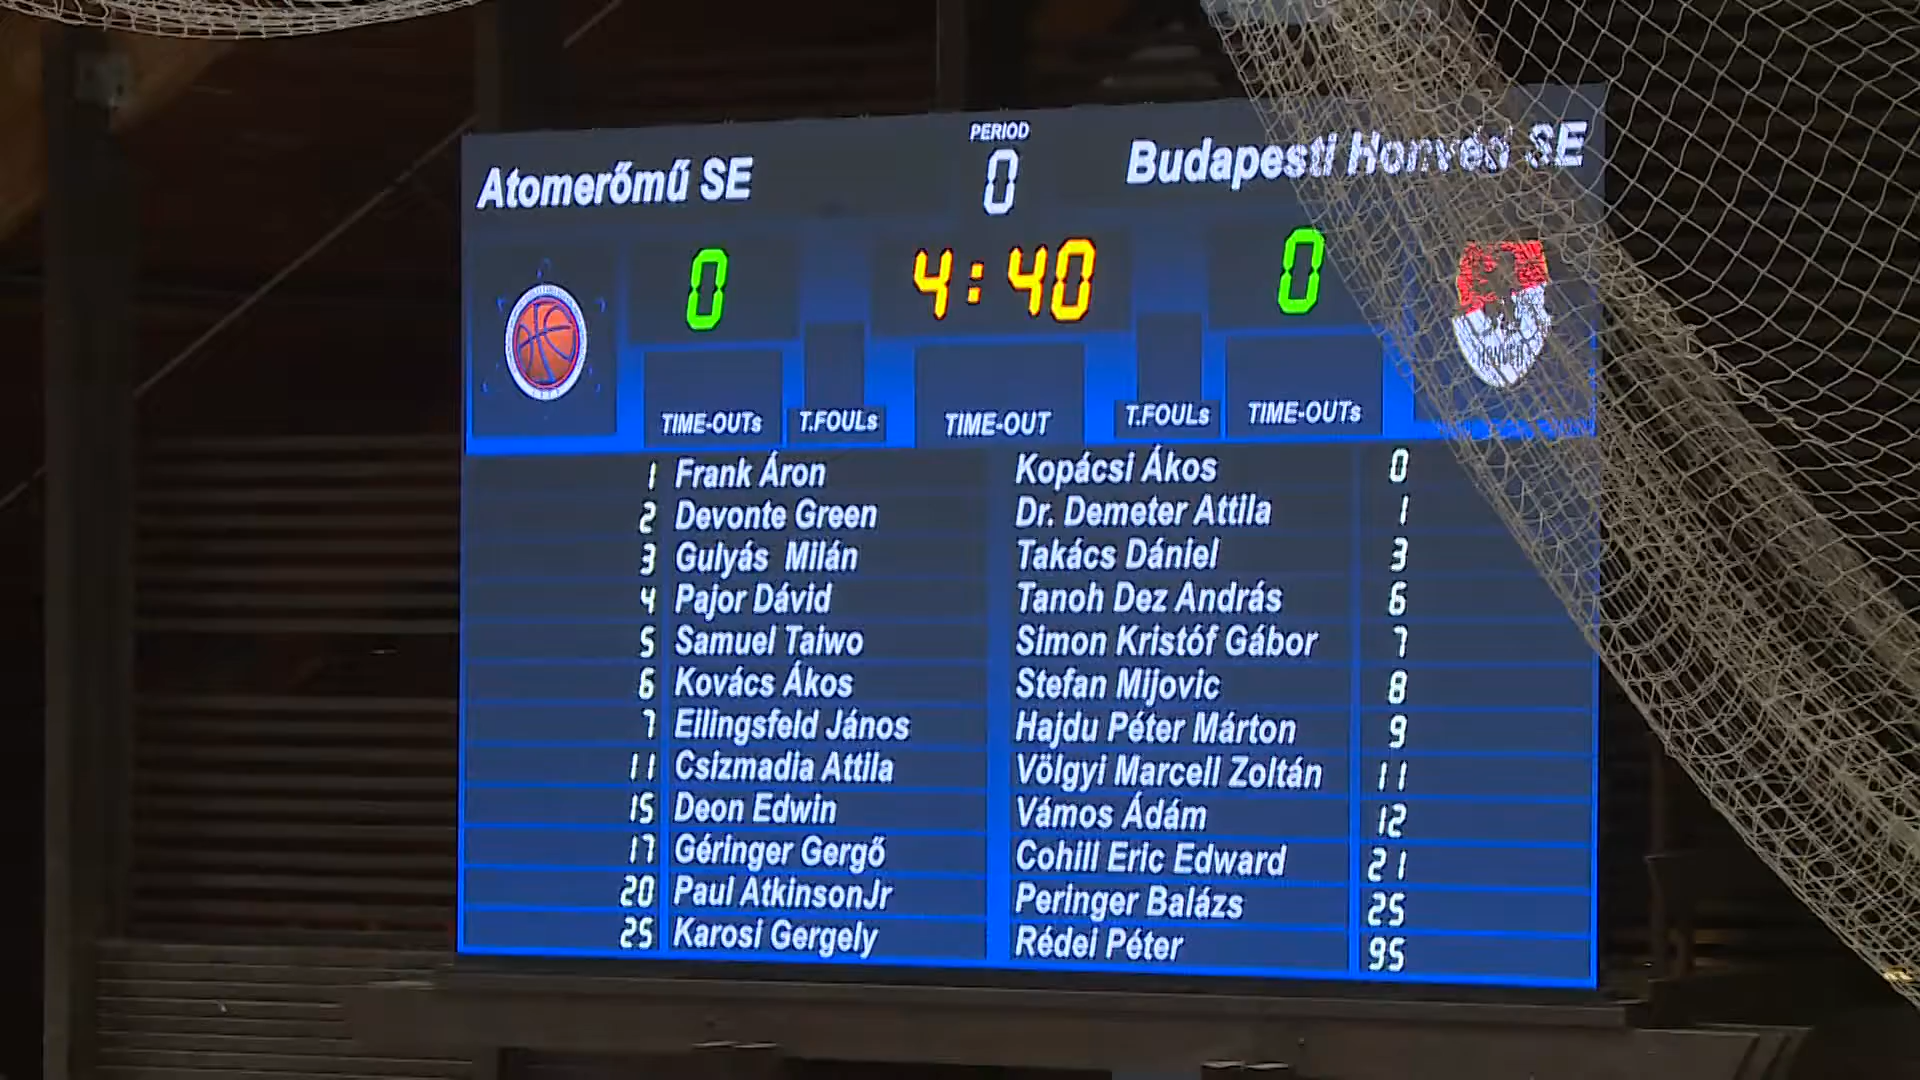 PERIOD
Atomerőmű SE 0 Budapesti Honvéd SE
0 4:40 0
TIME-OUTs T.FOULs TIME-OUT T.FOULs TIME-OUTs
1 Frank Áron Kopácsi Ákos 0
2 Devonte Green Dr. Demeter Attila 1
3 Gulyás Milán Takács Dániel 3
4 Pajor Dávid Tanoh Dez András 6
5 Samuel Taiwo Simon Kristóf Gábor 7
6 Kovács Ákos Stefan Mijovic 8
7 Eilingsfeld János Hajdu Péter Márton 9
11 Csizmadia Attila Völgyi Marcell Zoltán 11
15 Deon Edwin Vámos Ádám 12
17 Géringer Gergő Cohill Eric Edward 21
20 Paul AtkinsonJr Peringer Balázs 25
25 Karosi Gergely Rédei Péter 95